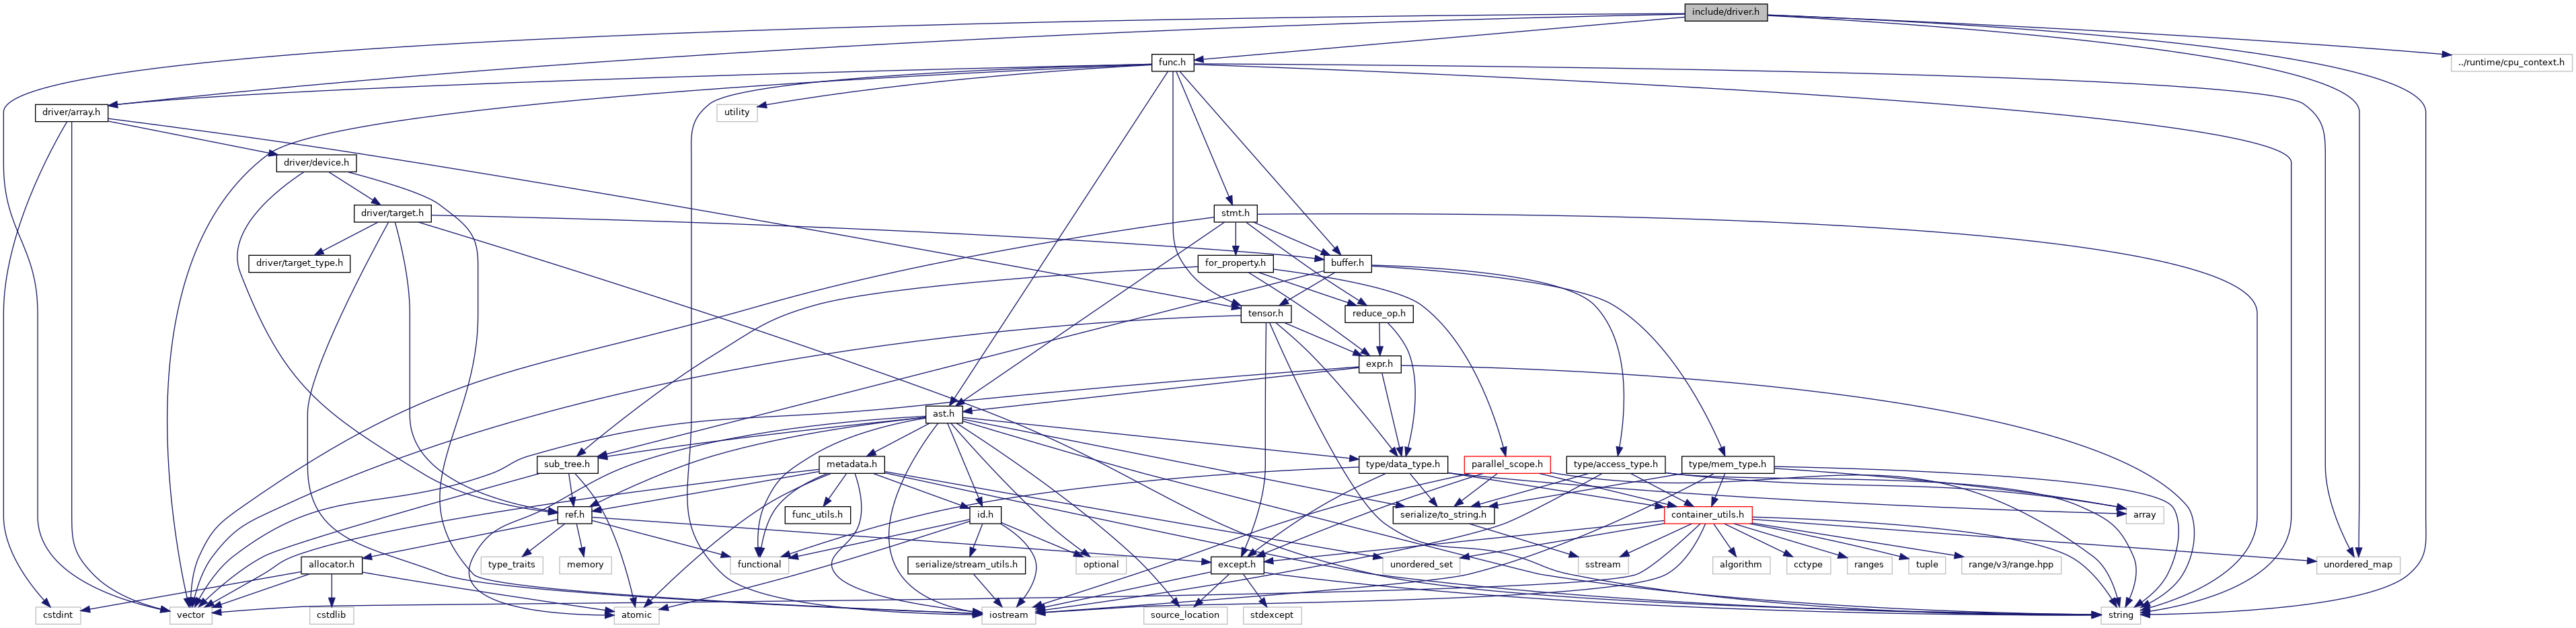 include/driver.h
func.h
../runtime/cpu_context.h
driver/array.h
utility
driver/device.h
driver/target.h
stmt.h
driver/target_type.h
for_property.h
buffer.h
tensor.h
reduce_op.h
expr.h
ast.h
sub_tree.h
metadata.h
type/data_type.h
parallel_scope.h
type/access_type.h
type/mem_type.h
ref.h
func_utils.h
id.h
serialize/to_string.h
container_utils.h
array
allocator.h
type_traits
memory
functional
serialize/stream_utils.h
optional
except.h
unordered_set
sstream
algorithm
cctype
ranges
tuple
range/v3/range.hpp
unordered_map
cstdint
vector
cstdlib
atomic
iostream
source_location
stdexcept
string